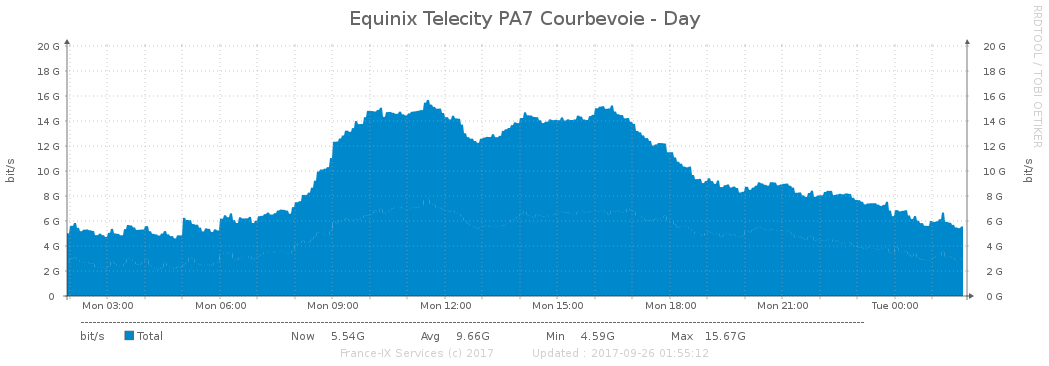 Equinix Telecity PA7 Courbevoie - Day
RRDTOOL / TOBI OETIKER
20 G 20 G
18 G 18 G
16 G 16 G
14 G 14 G
12 G 12 G
10 G 10 G
8 G 8 G
6 G 6 G
4 G 4 G
2 G 2 G
0 0 G
bit/s bit/s
Mon 03:00 Mon 06:00 Mon 09:00 Mon 12:00 Mon 15:00 Mon 18:00 Mon 21:00 Tue 00:00
bit/s Total Now 5.54G Avg 9.66G Min 4.59G Max 15.67G
France-IX Services (c) 2017 Updated : 2017-09-26 01:55:12